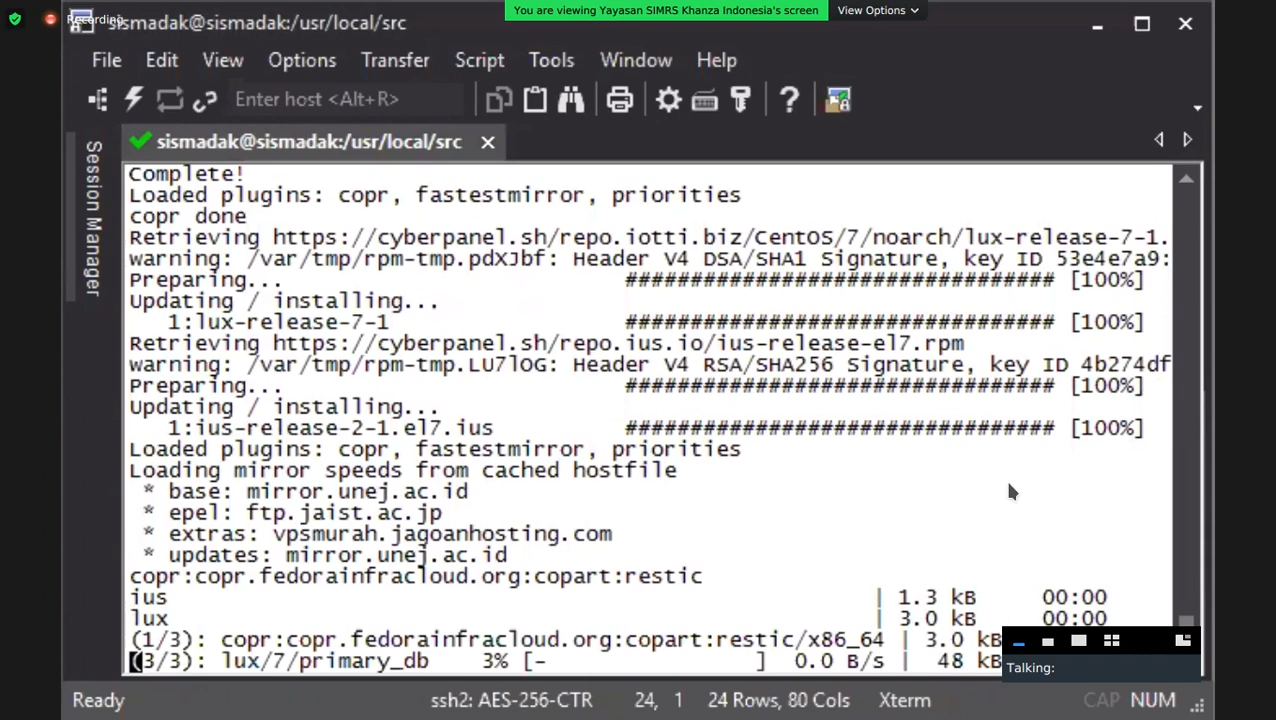 Recording
You are viewing Yayasan SIMRS Khanza Indonesia's screen
View Options
sismadak@sismadak:/usr/local/src
File Edit View Options Transfer Script Tools Window Help
Enter host <Alt+R>
sismadak@sismadak:/usr/local/src
Session Manager
Complete!
Loaded plugins: copr, fastestmirror, priorities
copr done
Retrieving https://cyberpanel.sh/repo.iotti.biz/CentOS/7/noarch/lux-release-7-1.
warning: /var/tmp/rpm-tmp.pdXJbf: Header V4 DSA/SHA1 Signature, key ID 53e4e7a9:
Preparing... ################################# [100%]
Updating / installing...
1:lux-release-7-1 ################################# [100%]
Retrieving https://cyberpanel.sh/repo.ius.io/ius-release-el7.rpm
warning: /var/tmp/rpm-tmp.LU7lOG: Header V4 RSA/SHA256 Signature, key ID 4b274df
Preparing... ################################# [100%]
Updating / installing...
1:ius-release-2-1.el7.ius ################################# [100%]
Loaded plugins: copr, fastestmirror, priorities
Loading mirror speeds from cached hostfile
* base: mirror.unej.ac.id
* epel: ftp.jaist.ac.jp
* extras: vpsmurah.jagoanhosting.com
* updates: mirror.unej.ac.id
copr:copr.fedorainfracloud.org:copart:restic
ius | 1.3 kB 00:00
lux | 3.0 kB 00:00
(1/3): copr:copr.fedorainfracloud.org:copart:restic/x86_64 | 3.0 kB
(3/3): lux/7/primary_db 3% [- ] 0.0 B/s | 48 kB
Talking:
Ready ssh2: AES-256-CTR 24, 1 24 Rows, 80 Cols Xterm CAP NUM